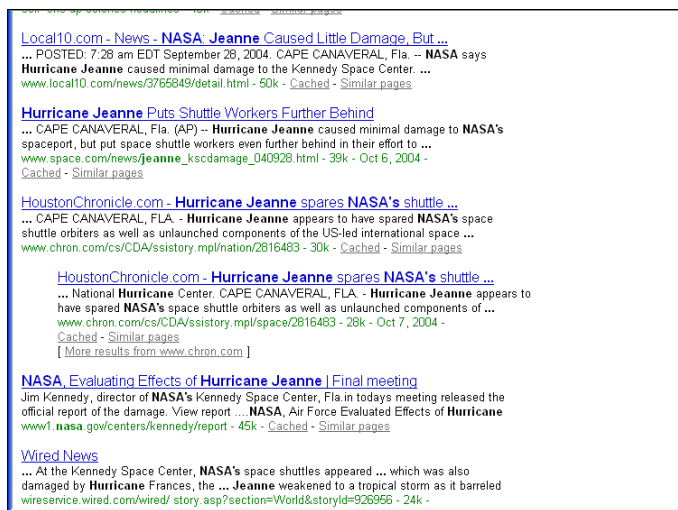 Local10.com - News - NASA: Jeanne Caused Little Damage, But ...
... POSTED: 7:28 am EDT September 28, 2004. CAPE CANAVERAL, Fla. -- NASA says
Hurricane Jeanne caused minimal damage to the Kennedy Space Center. ...
www.local10.com/news/3765849/detail.html - 50k - Cached - Similar pages
Hurricane Jeanne Puts Shuttle Workers Further Behind
... CAPE CANAVERAL, Fla. (AP) -- Hurricane Jeanne caused minimal damage to NASA's
spaceport, but put space shuttle workers even further behind in their effort to ...
www.space.com/news/jeanne_kscdamage_040928.html - 39k - Oct 6, 2004 -
Cached - Similar pages
HoustonChronicle.com - Hurricane Jeanne spares NASA's shuttle ...
... CAPE CANAVERAL, FLA. - Hurricane Jeanne appears to have spared NASA's space
shuttle orbiters as well as unlaunched components of the US-led international space ...
www.chron.com/cs/CDA/ssistory.mpl/nation/2816483 - 30k - Cached - Similar pages
HoustonChronicle.com - Hurricane Jeanne spares NASA's shuttle ...
... National Hurricane Center. CAPE CANAVERAL, FLA. - Hurricane Jeanne appears to
have spared NASA's space shuttle orbiters as well as unlaunched components of ...
www.chron.com/cs/CDA/ssistory.mpl/space/2816483 - 28k - Oct 7, 2004 -
Cached - Similar pages
[ More results from www.chron.com ]
NASA, Evaluating Effects of Hurricane Jeanne | Final meeting
Jim Kennedy, director of NASA's Kennedy Space Center, Fla.in todays meeting released the
official report of the damage. View report ....NASA, Air Force Evaluated Effects of Hurricane
www1.nasa.gov/centers/kennedy/report - 45k - Cached - Similar pages
Wired News
... At the Kennedy Space Center, NASA's space shuttles appeared ... which was also
damaged by Hurricane Frances, the ... Jeanne weakened to a tropical storm as it barreled
wireservice.wired.com/wired/ story.asp?section=World&storyId=926956 - 24k -